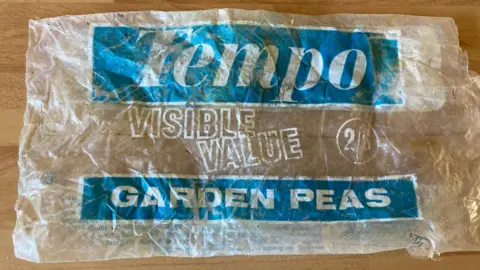 Tempo
VISIBLE
VALUE
GARDEN PEAS